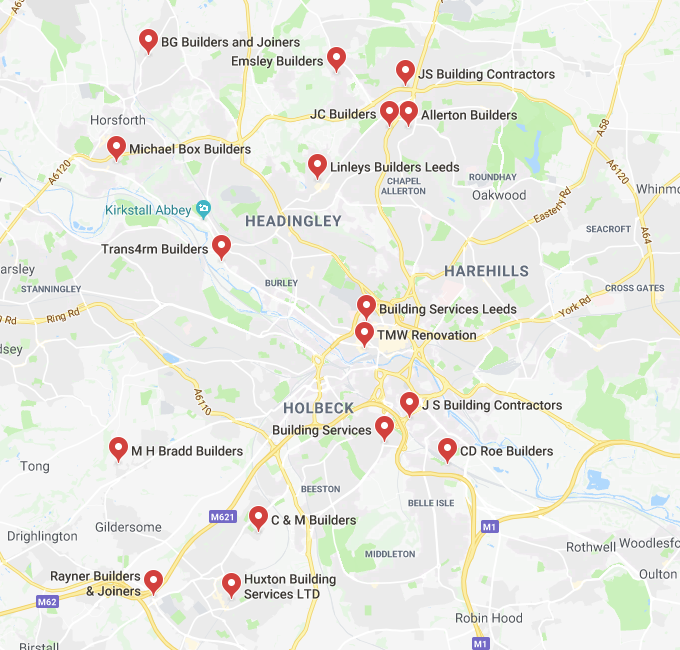 BG Builders and Joiners
Emsley Builders
JS Building Contractors
JC Builders
Allerton Builders
Horsforth
A58
Michael Box Builders
Linleys Builders Leeds
A6120
A6120
CHAPEL
ALLERTON
ROUNDHAY
Oakwood
Whinm
Kirkstall Abbey
HEADINGLEY
Easterly Rd
SEACROFT
A64
Trans4rm Builders
arsley
BURLEY
HAREHILLS
STANNINGLEY
CROSS GATES
Building Services Leeds
York Rd
g Rd
Ring Rd
TMW Renovation
dsey
A6110
HOLBECK
J S Building Contractors
Building Services
M H Bradd Builders
CD Roe Builders
Tong
BEESTON
BELLE ISLE
M621
C & M Builders
Gildersome
M1
Drighlington
MIDDLETON
Rothwell
Woodlesfo
Oulton
Rayner Builders
& Joiners
Huxton Building
Services LTD
M62
Robin Hood
M1
Birstall